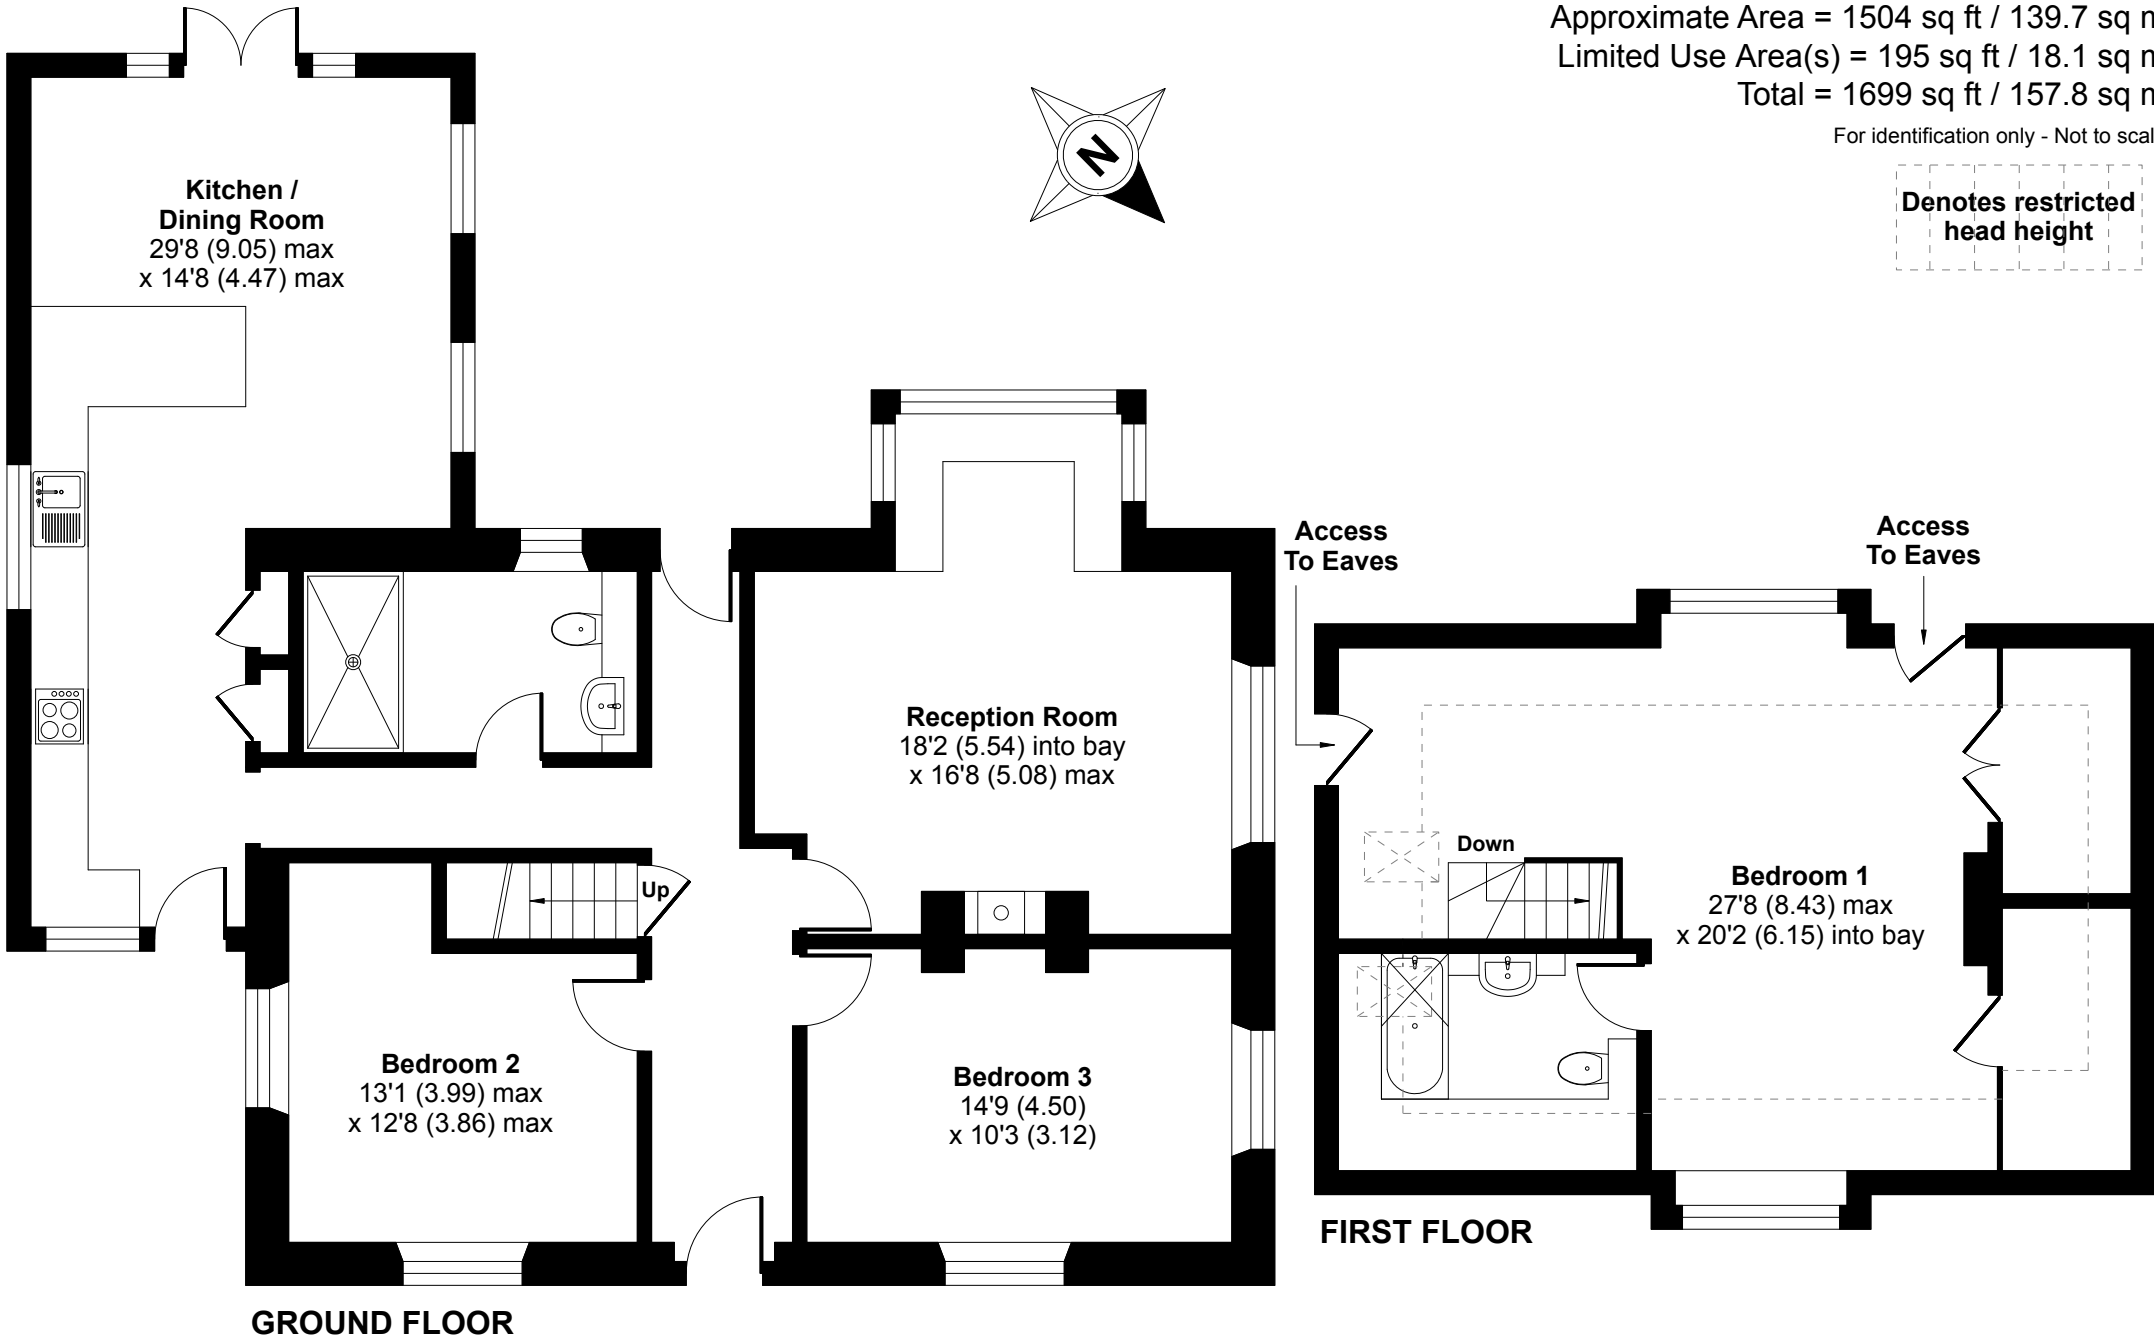 Approximate Area = 1504 sq ft / 139.7 sq m
Limited Use Area(s) = 195 sq ft / 18.1 sq m
Total = 1699 sq ft / 157.8 sq m
For identification only - Not to scal
Denotes restricted
head height
N
Kitchen /
Dining Room
29'8 (9.05) max
x 14'8 (4.47) max
Reception Room
18'2 (5.54) into bay
x 16'8 (5.08) max
Up
Bedroom 2
13'1 (3.99) max
x 12'8 (3.86) max
Bedroom 3
14'9 (4.50)
x 10'3 (3.12)
GROUND FLOOR
Access
To Eaves
Access
To Eaves
Down
Bedroom 1
27'8 (8.43) max
x 20'2 (6.15) into bay
FIRST FLOOR